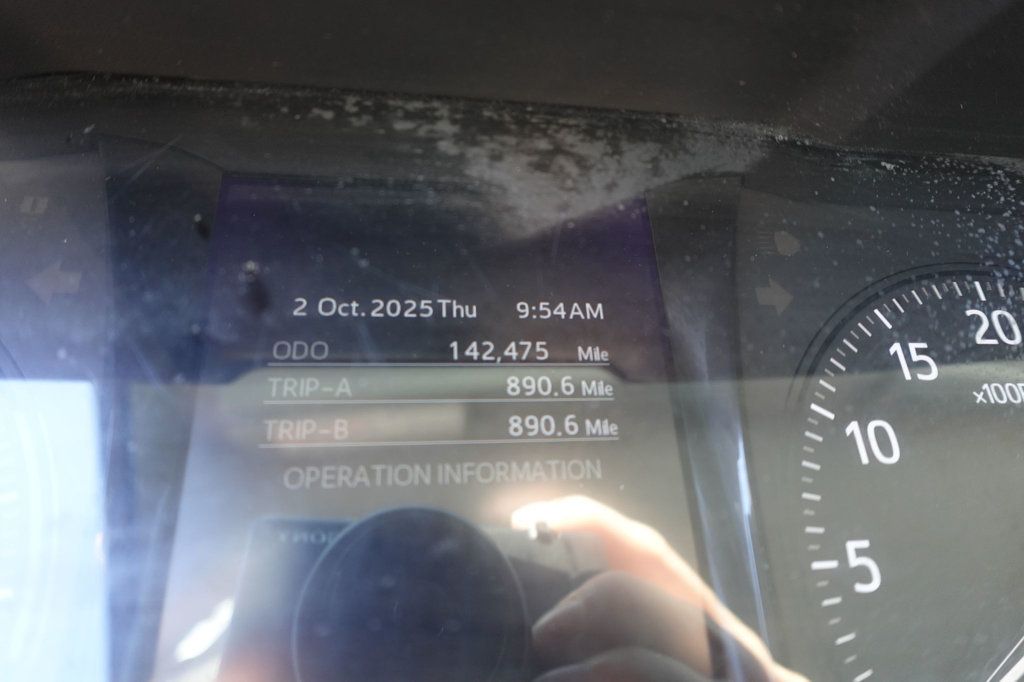 2 Oct. 2025 Thu 9:54AM
ODO 142,475 Mile
TRIP-A 890.6 Mile
TRIP-B 890.6 Mile
OPERATION INFORMATION
20
15
x100
10
5